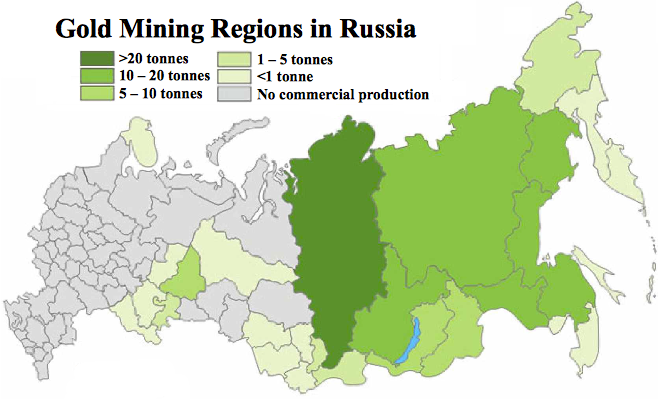 Gold Mining Regions in Russia
>20 tonnes
10 – 20 tonnes
5 – 10 tonnes
1 – 5 tonnes
<1 tonne
No commercial production